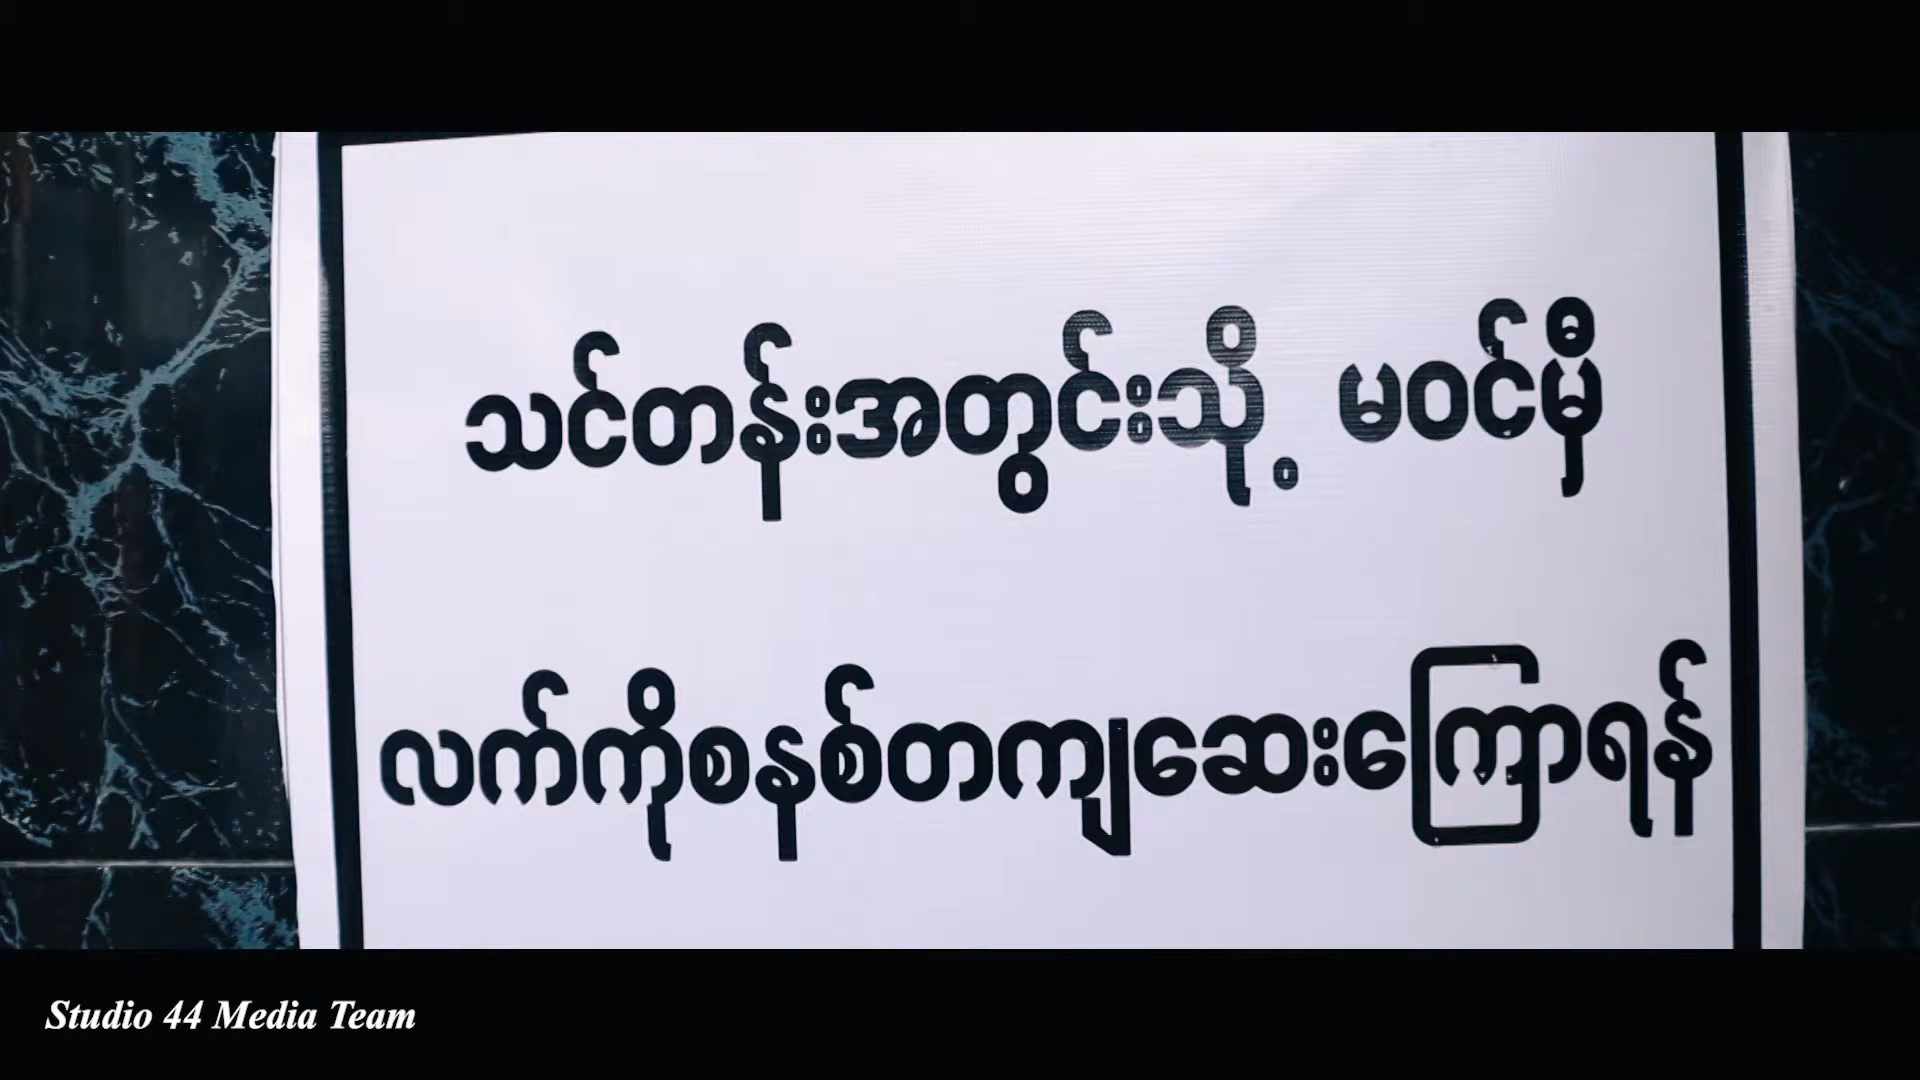 သင်တန်းအတွင်းသို့ မဝင်မှီ
လက်ကိုစနစ်တကျဆေးကြောရန်
Studio 44 Media Team